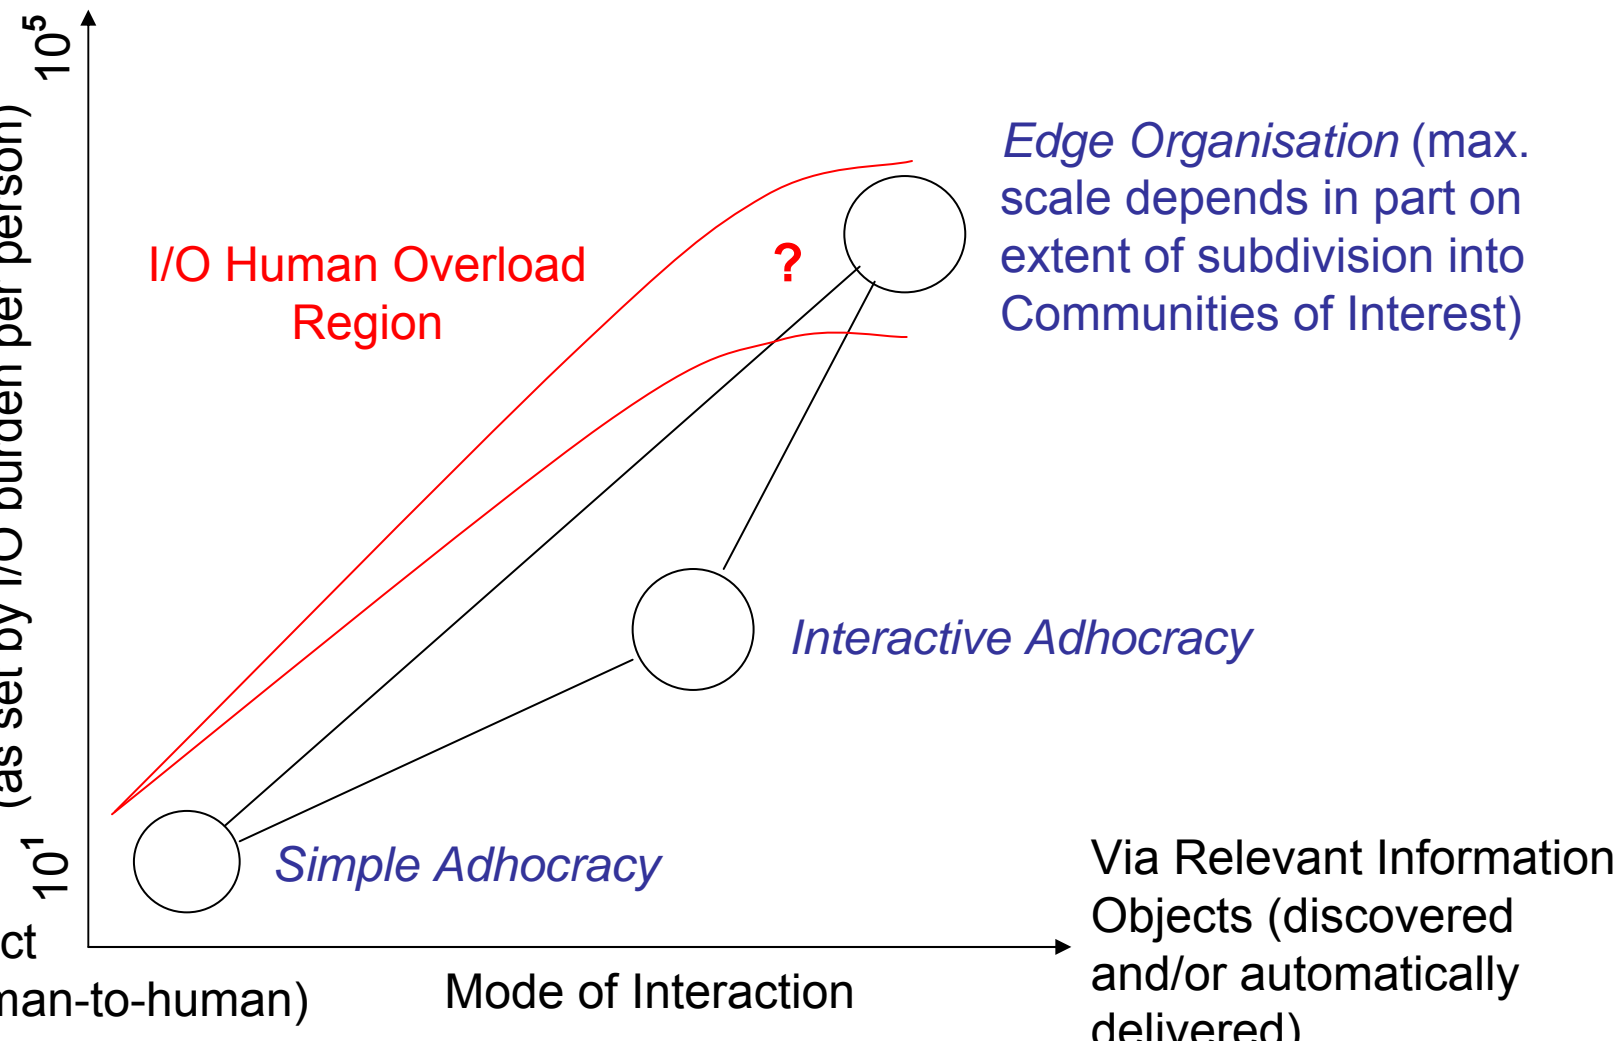 10⁵
(as set by I/O burden per person)
10¹
I/O Human Overload
Region
?
Edge Organisation (max.
scale depends in part on
extent of subdivision into
Communities of Interest)
Interactive Adhocracy
Simple Adhocracy
ct
man-to-human)
Mode of Interaction
Via Relevant Information
Objects (discovered
and/or automatically
delivered)